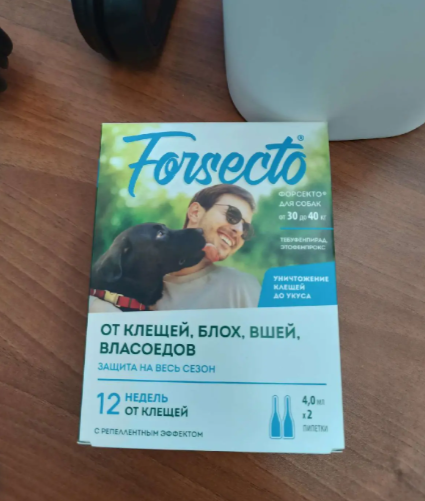 Forsecto®
ФОРСЕКТО®
ДЛЯ СОБАК
от 30 до 40 кг
ТЕБУФЕНПИРАД,
ЭТОФЕНПРОКС
УНИЧТОЖЕНИЕ
КЛЕЩЕЙ
ДО УКУСА
ОТ КЛЕЩЕЙ, БЛОХ, ВШЕЙ,
ВЛАСОЕДОВ
ЗАЩИТА НА ВЕСЬ СЕЗОН
12 НЕДЕЛЬ
ОТ КЛЕЩЕЙ
С РЕПЕЛЛЕНТНЫМ ЭФФЕКТОМ
4,0 мл
х 2
ПИПЕТКИ